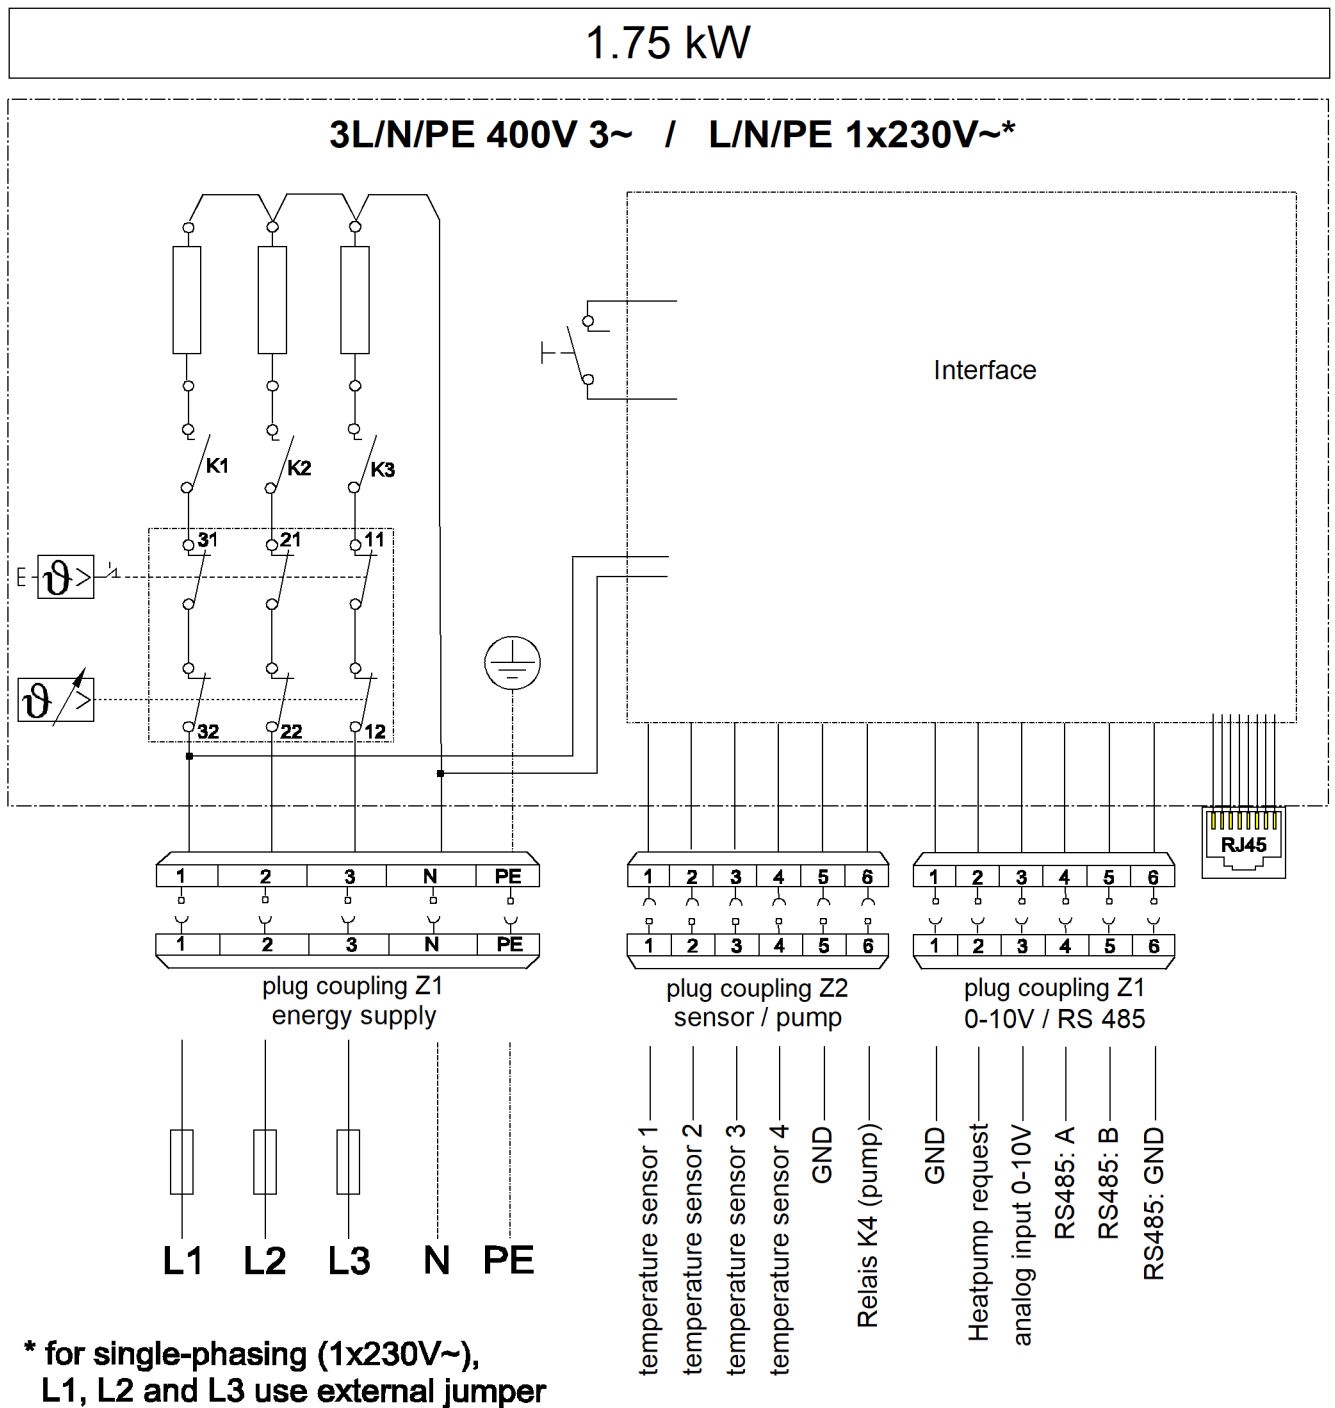 1.75 kW
3L/N/PE 400V 3~ / L/N/PE 1x230V~*
Interface
K1 K2 K3
31 21 11
ϑ
ϑ
32 22 12
RJ45
1 2 3 N PE
1 2 3 4 5 6
1 2 3 4 5 6
1 2 3 N PE
1 2 3 4 5 6
1 2 3 4 5 6
plug coupling Z1
energy supply
plug coupling Z2
sensor / pump
plug coupling Z1
0-10V / RS 485
temperature sensor 1
temperature sensor 2
temperature sensor 3
temperature sensor 4
GND
Relais K4 (pump)
GND
Heatpump request
analog input 0-10V
RS485: A
RS485: B
RS485: GND
L1 L2 L3 N PE
* for single-phasing (1x230V~),
L1, L2 and L3 use external jumper